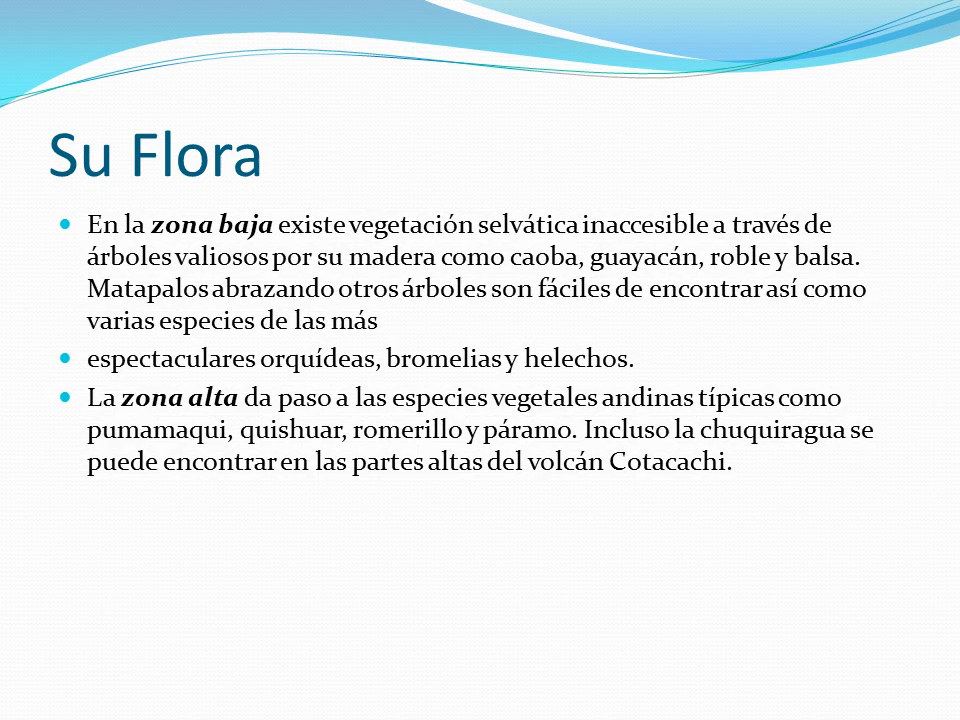 Su Flora
En la zona baja existe vegetación selvática inaccesible a través de
árboles valiosos por su madera como caoba, guayacán, roble y balsa.
Matapalos abrazando otros árboles son fáciles de encontrar así como
varias especies de las más
espectaculares orquídeas, bromelias y helechos.
La zona alta da paso a las especies vegetales andinas típicas como
pumamaqui, quishuar, romerillo y páramo. Incluso la chuquiragua se
puede encontrar en las partes altas del volcán Cotacachi.